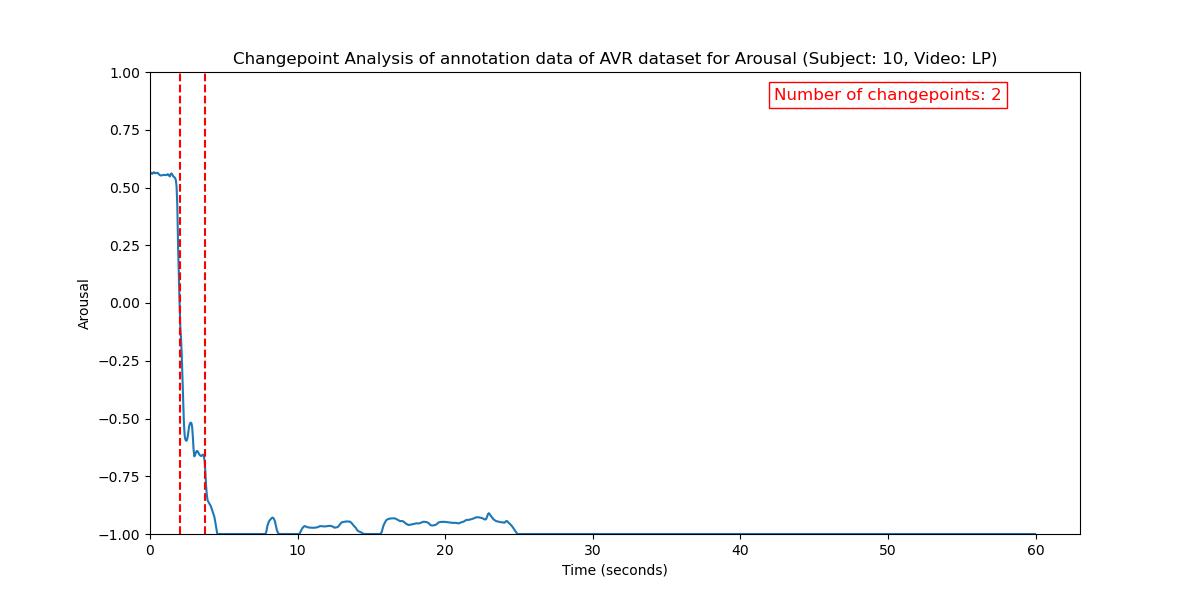 Changepoint Analysis of annotation data of AVR dataset for Arousal (Subject: 10, Video: LP)
Number of changepoints: 2
1.00
0.75
0.50
0.25
0.00
−0.25
−0.50
−0.75
−1.00
Arousal
0 10 20 30 40 50 60
Time (seconds)